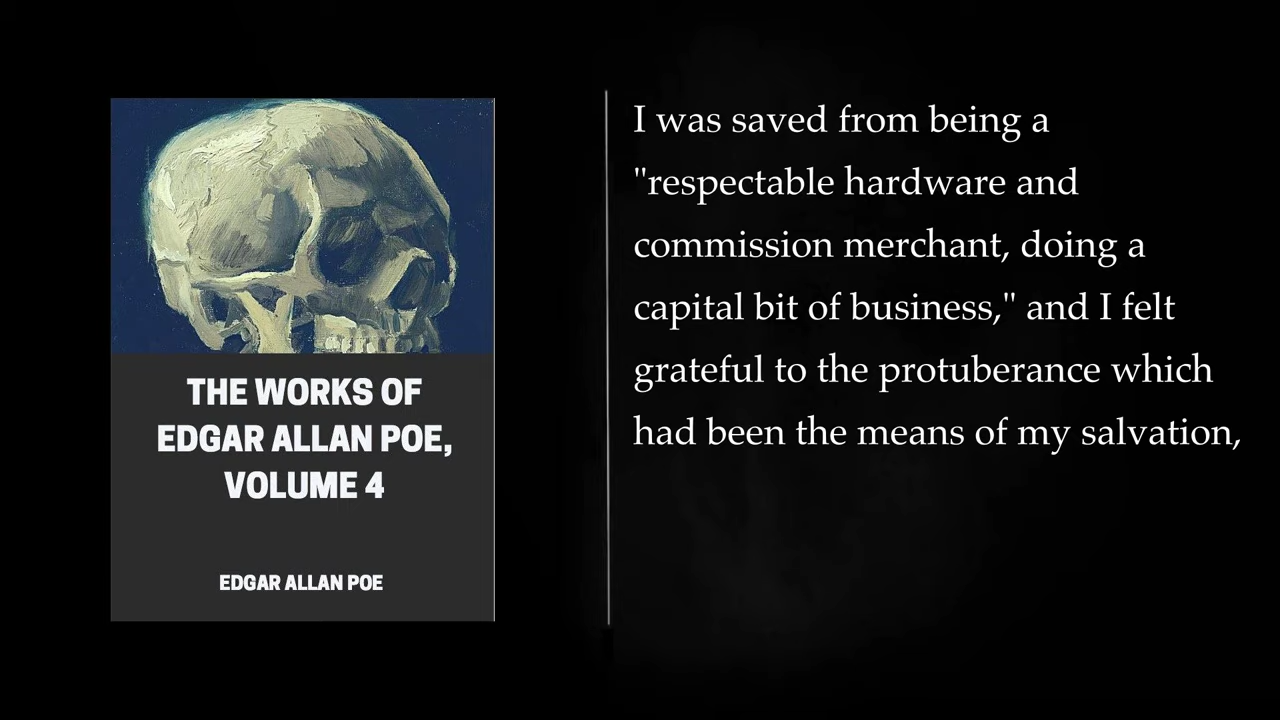 THE WORKS OF
EDGAR ALLAN POE,
VOLUME 4
EDGAR ALLAN POE
I was saved from being a
"respectable hardware and
commission merchant, doing a
capital bit of business," and I felt
grateful to the protuberance which
had been the means of my salvation,